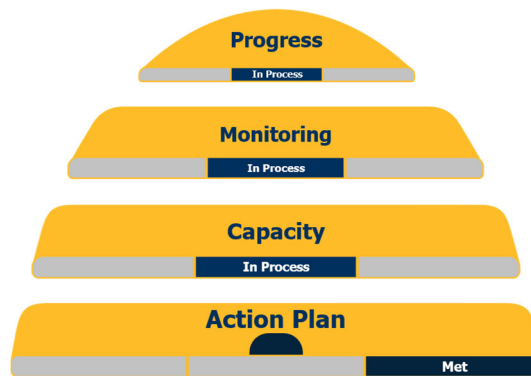 Progress
In Process
Monitoring
In Process
Capacity
In Process
Action Plan
Met